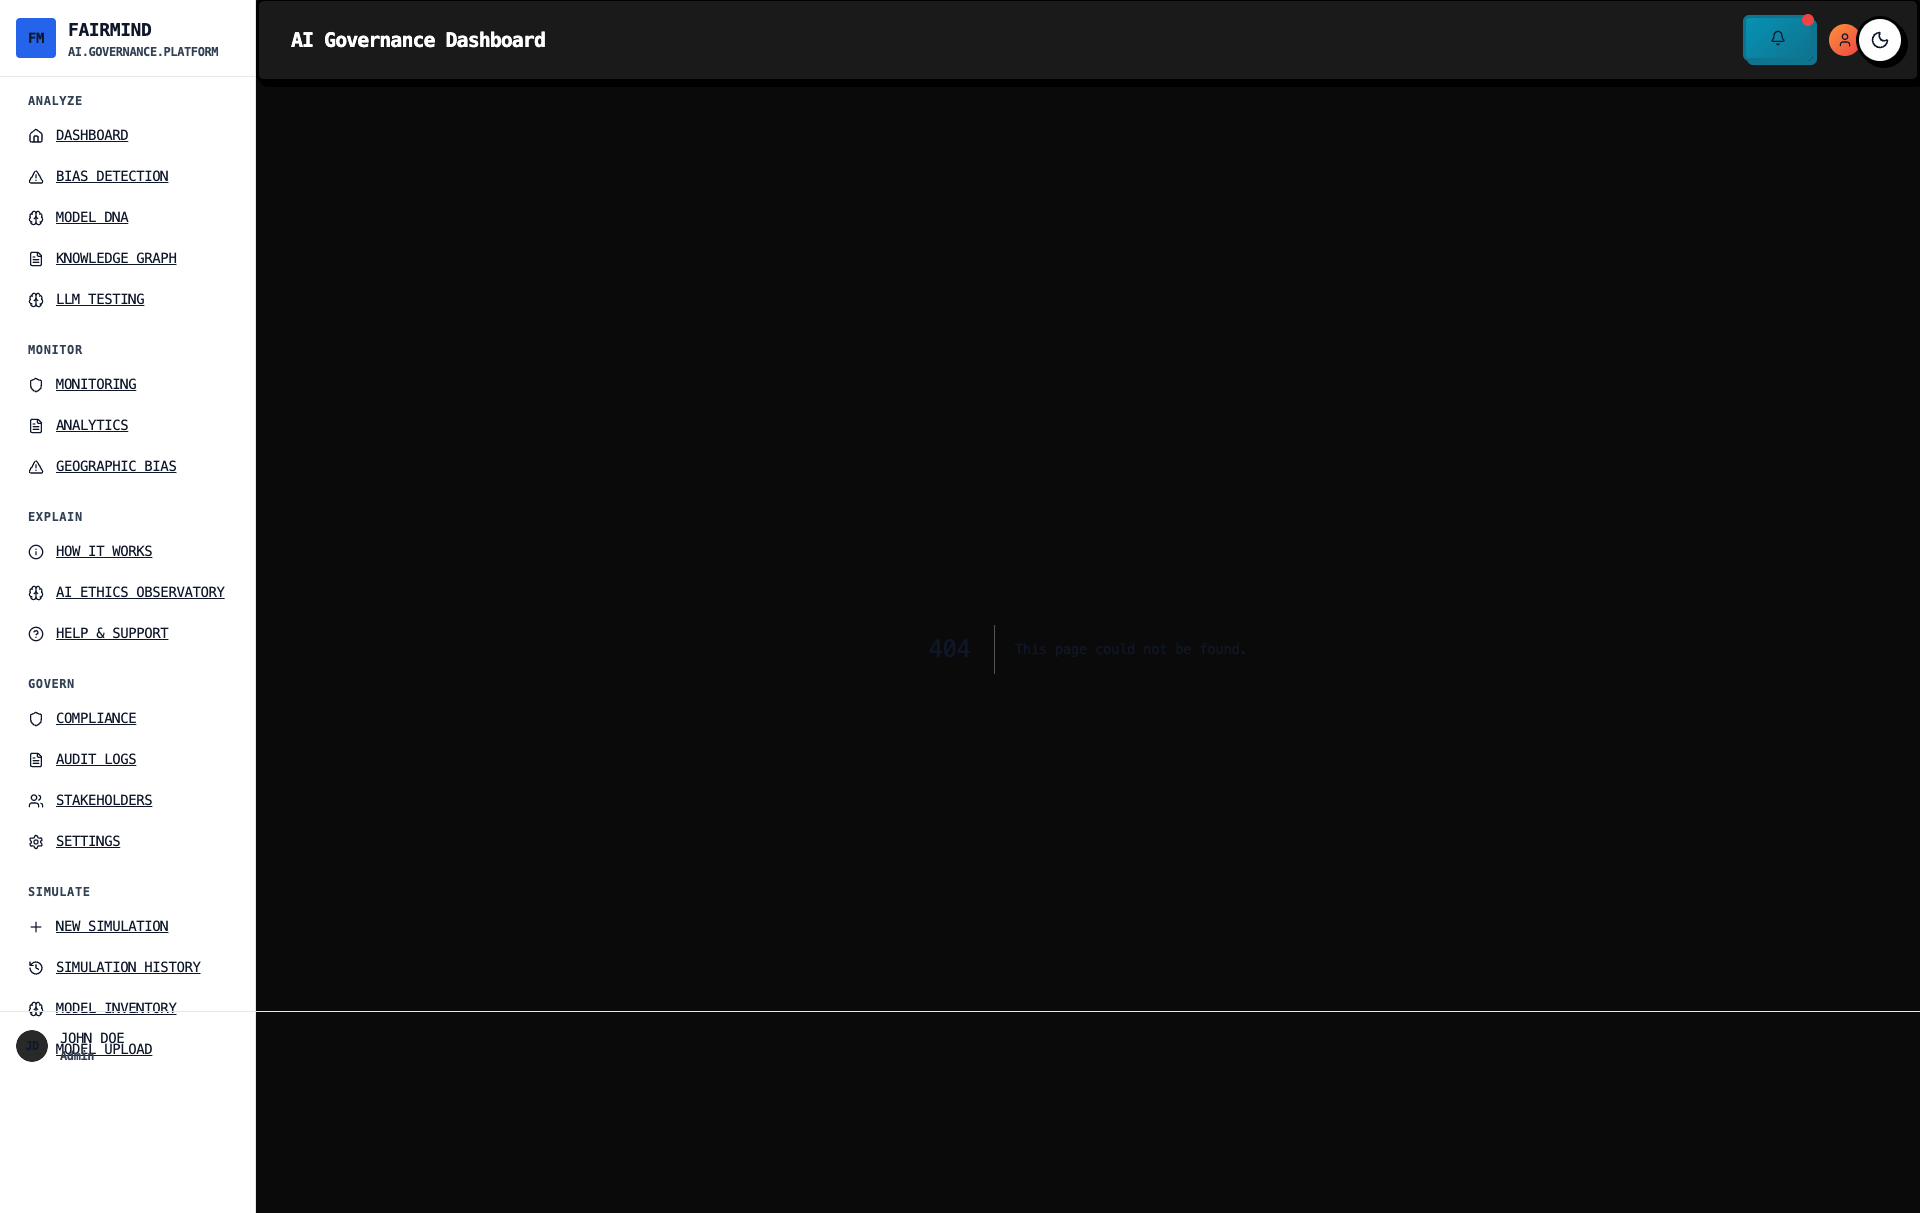 FM
FAIRMIND
AI.GOVERNANCE.PLATFORM
AI Governance Dashboard
ANALYZE
DASHBOARD
BIAS DETECTION
MODEL DNA
KNOWLEDGE GRAPH
LLM TESTING
MONITOR
MONITORING
ANALYTICS
GEOGRAPHIC BIAS
EXPLAIN
HOW IT WORKS
AI ETHICS OBSERVATORY
HELP & SUPPORT
GOVERN
COMPLIANCE
AUDIT LOGS
STAKEHOLDERS
SETTINGS
SIMULATE
NEW SIMULATION
SIMULATION HISTORY
MODEL INVENTORY
JD
JOHN DOE
MODEL UPLOAD
Admin
404
This page could not be found.